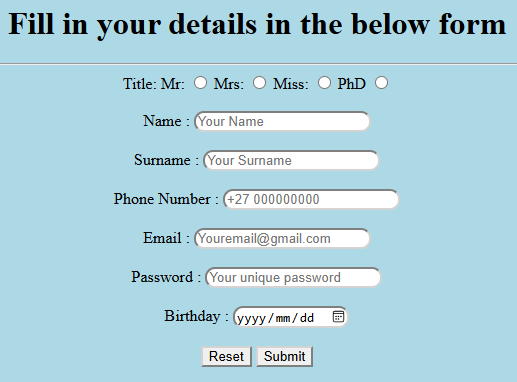 Fill in your details in the below form
Title: Mr: Mrs: Miss: PhD
Name : Your Name
Surname : Your Surname
Phone Number : +27 000000000
Email : Youremail@gmail.com
Password : Your unique password
Birthday : yyyy/mm/dd
Reset Submit